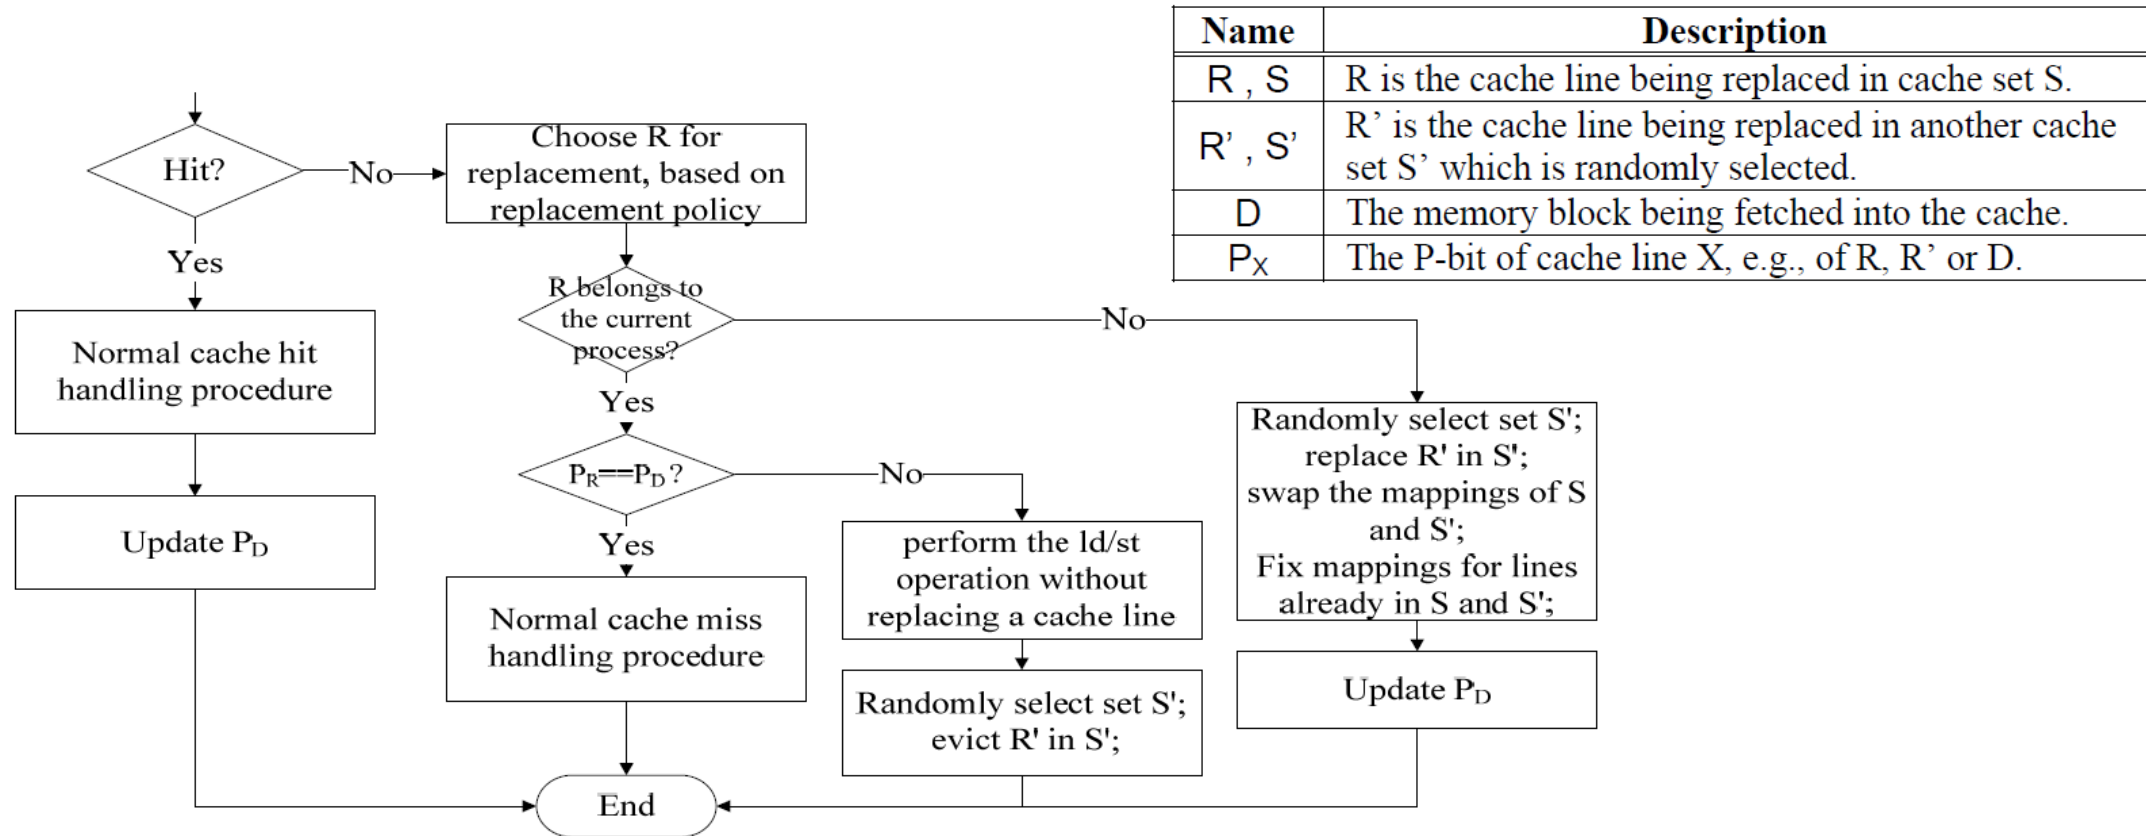 Name Description
R , S R is the cache line being replaced in cache set S.
R’ , S’ R’ is the cache line being replaced in another cache
set S’ which is randomly selected.
D The memory block being fetched into the cache.
PX The P-bit of cache line X, e.g., of R, R’ or D.
Hit?
No
Yes
Normal cache hit
handling procedure
Update PD
Choose R for
replacement, based on
replacement policy
R belongs to
the current
process?
No
Yes
PR==PD?
No
Yes
Normal cache miss
handling procedure
perform the ld/st
operation without
replacing a cache line
Randomly select set S';
evict R' in S';
Randomly select set S';
replace R' in S';
swap the mappings of S
and S';
Fix mappings for lines
already in S and S';
Update PD
End